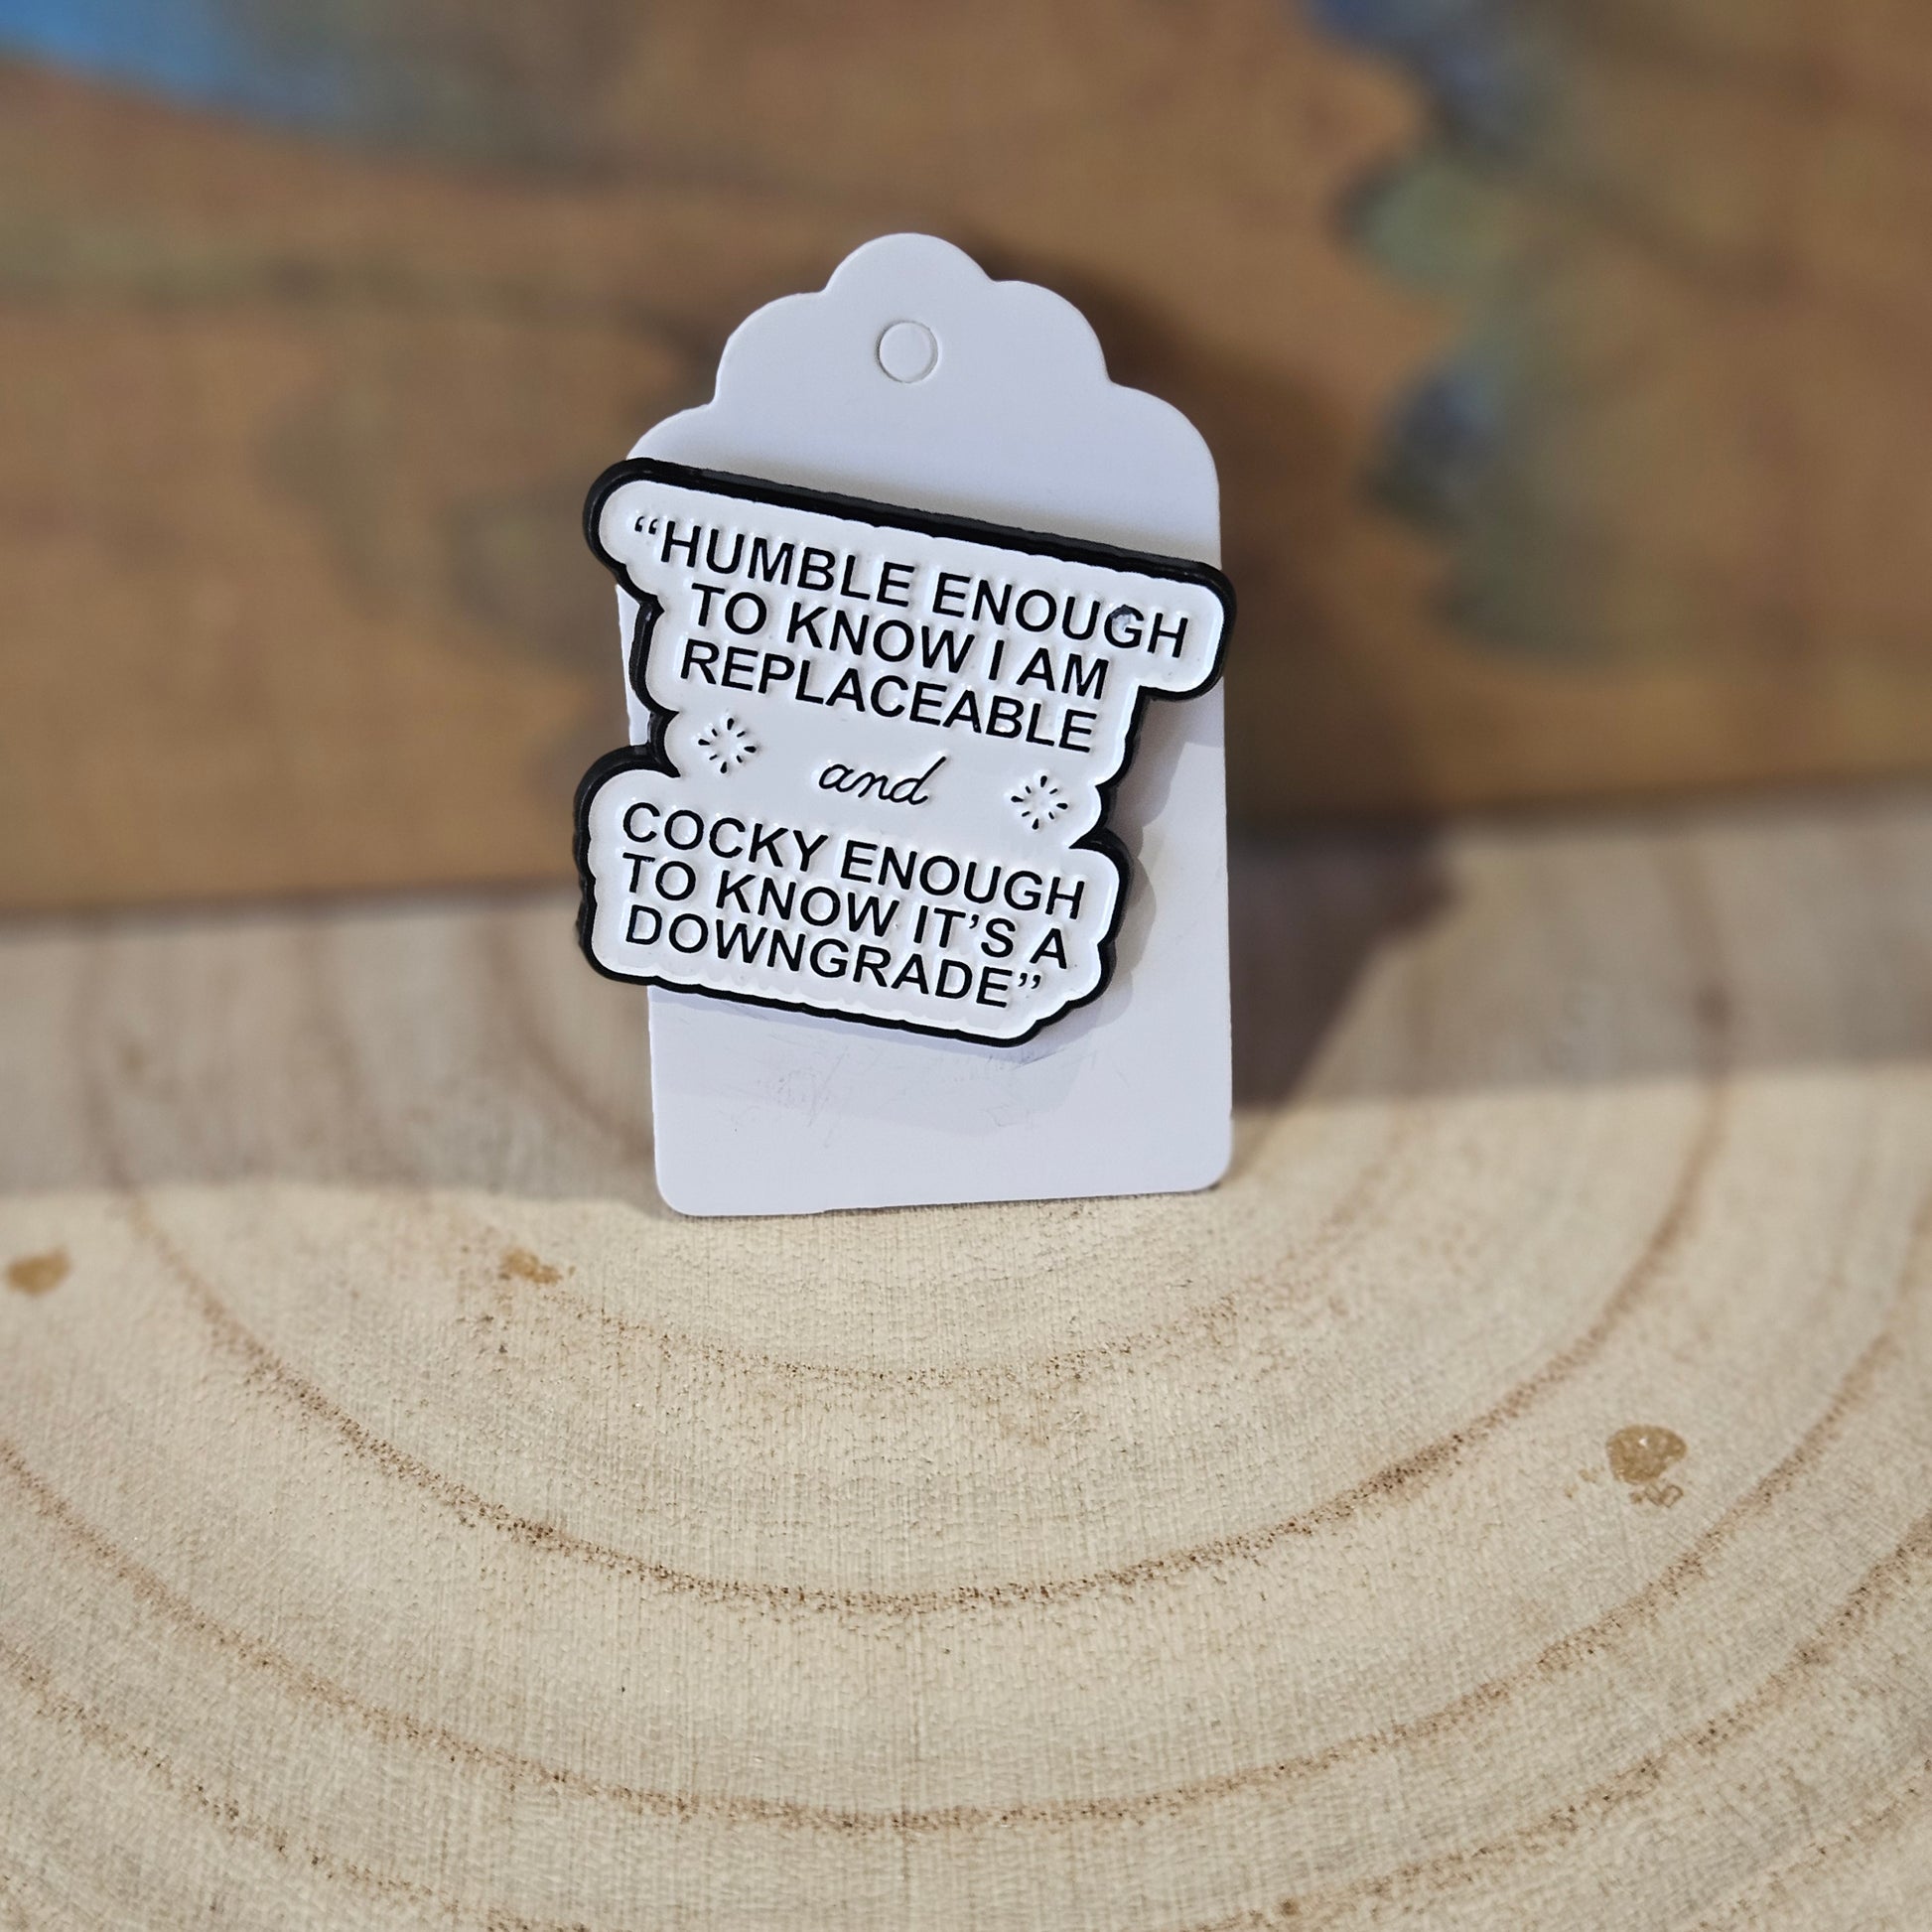 “HUMBLE ENOUGH
TO KNOW I AM
REPLACEABLE
and
COCKY ENOUGH
TO KNOW IT’S A
DOWNGRADE”